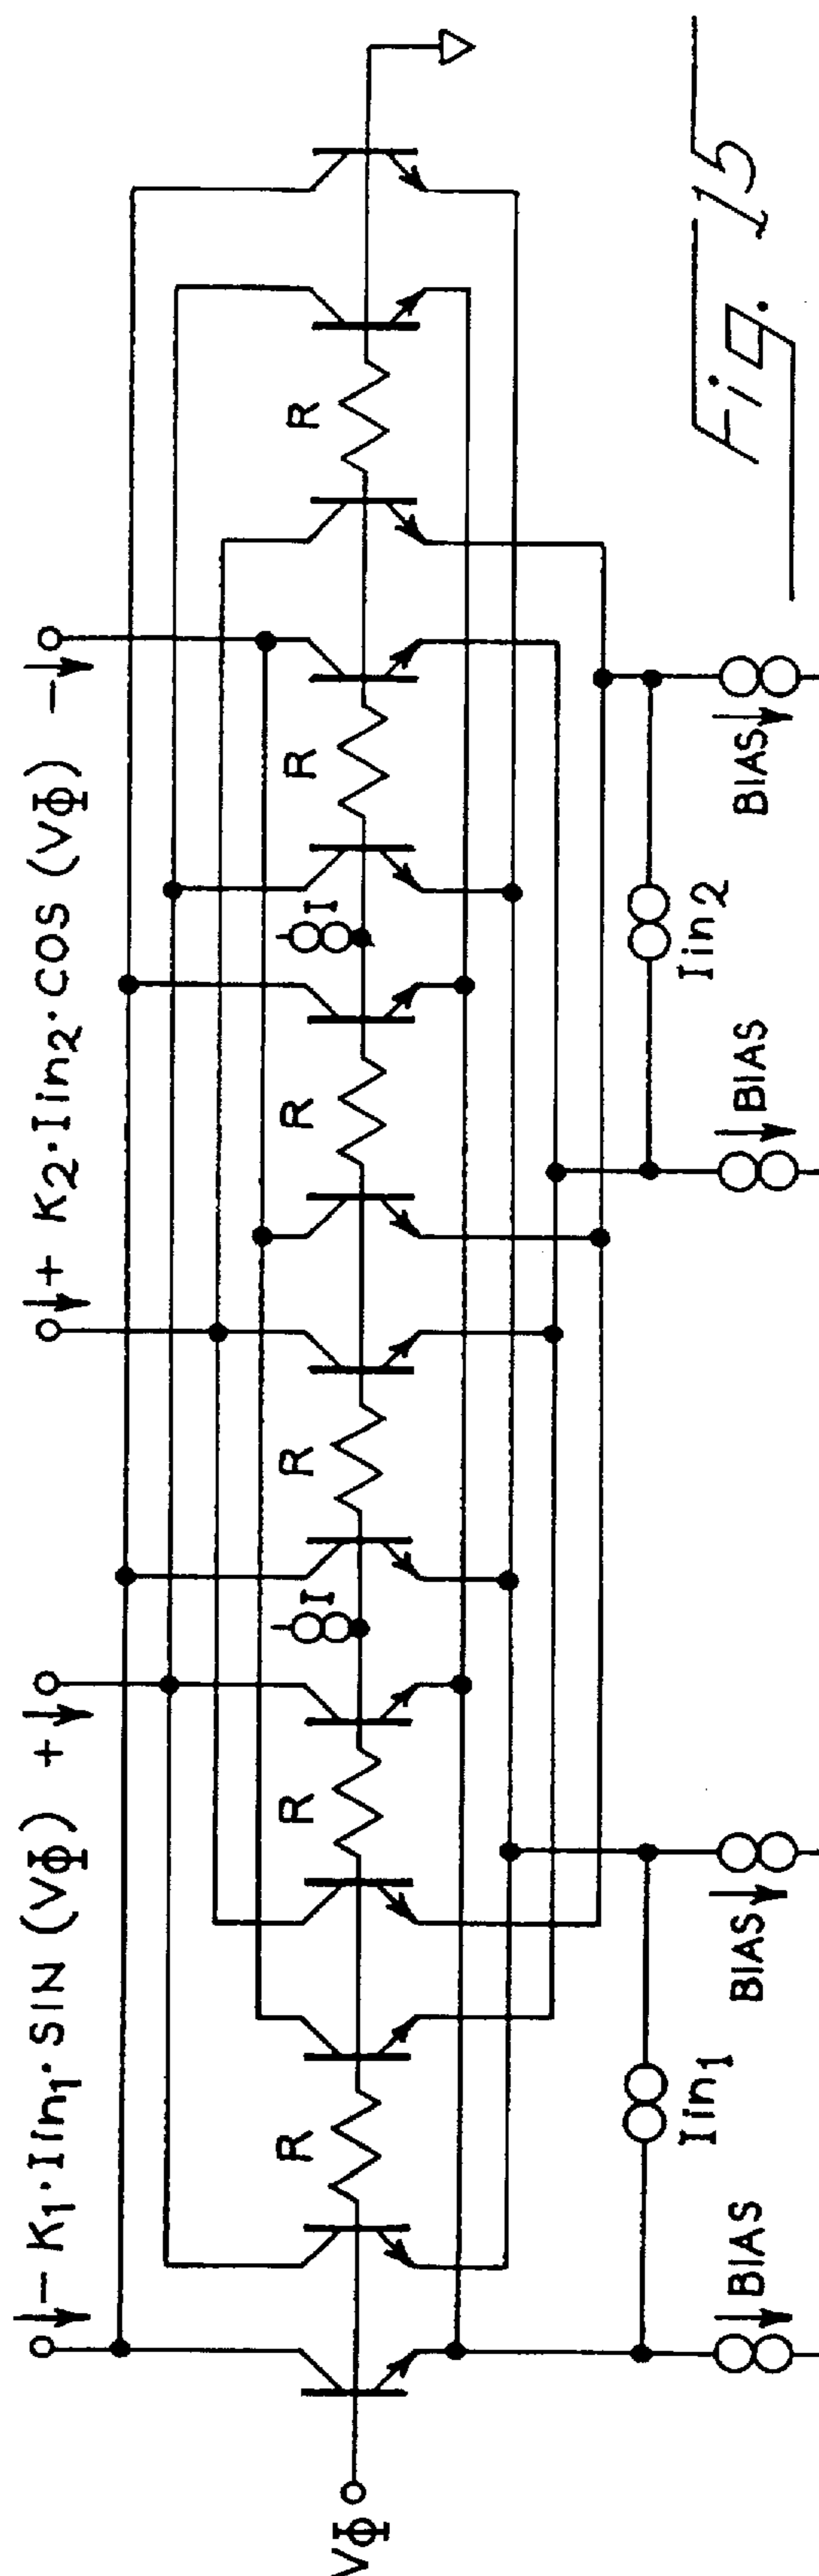 − K₁·Iin₁·SIN (VΦ) +
+ K₂·Iin₂·COS (VΦ) −
VΦ
R
R
I
R
R
I
R
R
BIAS
Iin₁
BIAS
BIAS
Iin₂
BIAS
Fig. 15